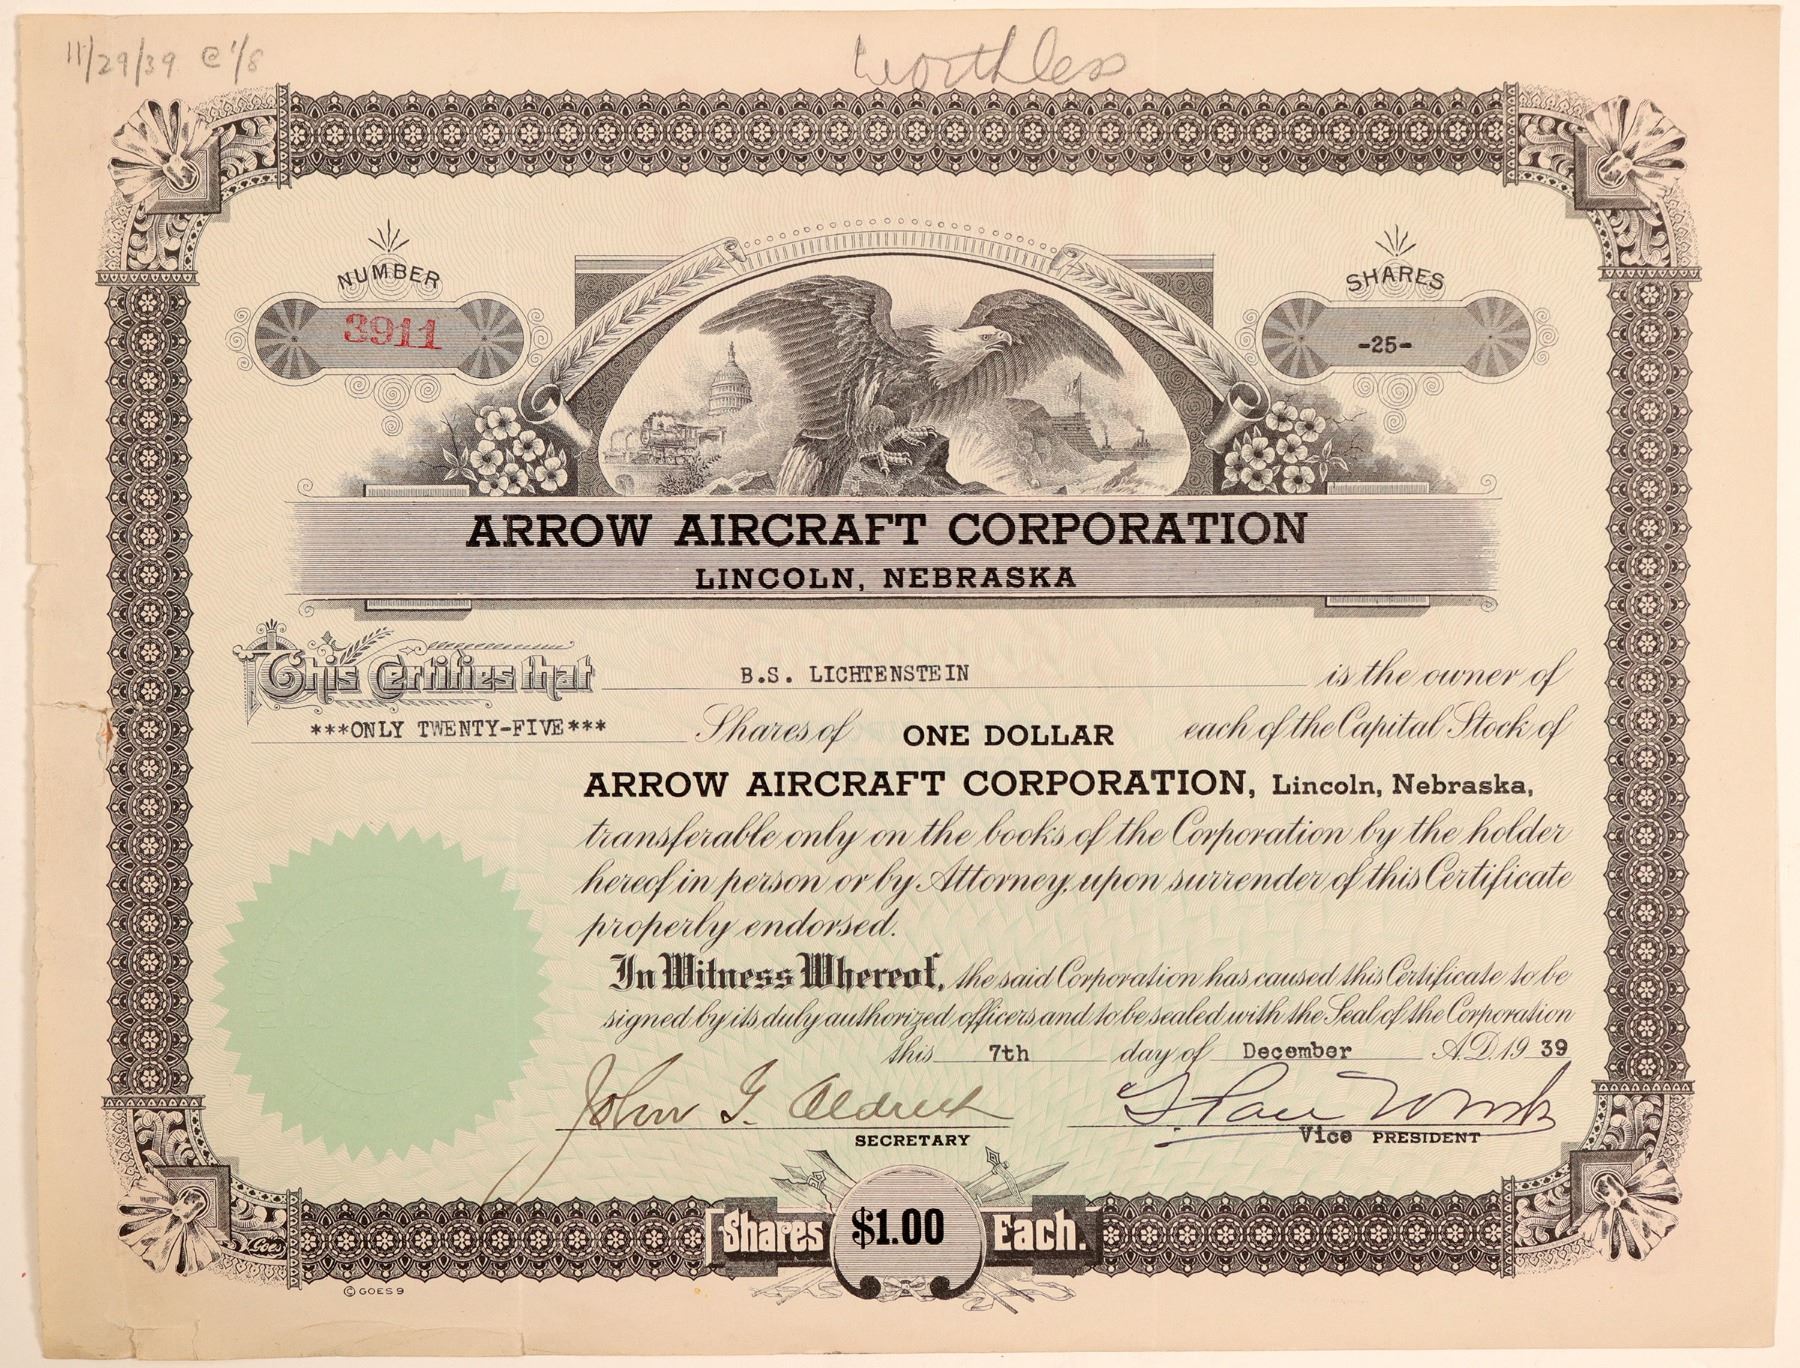 11/29/39 @ 1/8
worthless
NUMBER
3911
SHARES
-25-
ARROW AIRCRAFT CORPORATION
LINCOLN, NEBRASKA
This Certifies that B.S. LICHTENSTEIN is the owner of
***ONLY TWENTY-FIVE*** Shares of ONE DOLLAR each of the Capital Stock of
ARROW AIRCRAFT CORPORATION, Lincoln, Nebraska,
transferable only on the books of the Corporation by the holder
hereof in person or by Attorney, upon surrender of this Certificate
properly endorsed.
In Witness Whereof, the said Corporation has caused this Certificate to be
signed by its duly authorized officers and to be sealed with the Seal of the Corporation
this 7th day of December A.D. 19 39
John G. Aldrich
SECRETARY
Vice PRESIDENT
Shares $1.00 Each.
Goes
© GOES 9